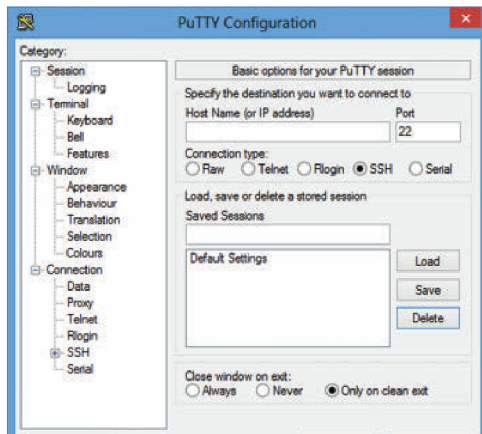 PuTTY Configuration
Category:
Session
Logging
Terminal
Keyboard
Bell
Features
Window
Appearance
Behaviour
Translation
Selection
Colours
Connection
Data
Proxy
Telnet
Rlogin
SSH
Serial
Basic options for your PuTTY session
Specify the destination you want to connect to
Host Name (or IP address) Port
22
Connection type:
Raw Telnet Rlogin SSH Serial
Load, save or delete a stored session
Saved Sessions
Default Settings
Load
Save
Delete
Close window on exit:
Always Never Only on clean exit